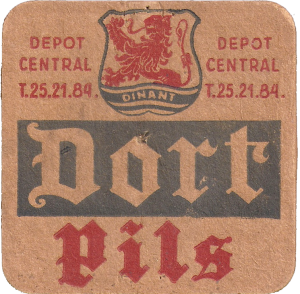 DEPOT DEPOT
CENTRAL CENTRAL
T.25.21.84. T.25.21.84.
DINANT
Dort
Pils